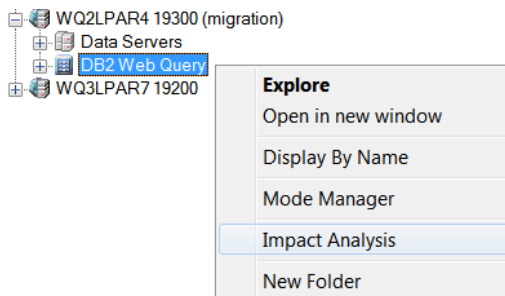 WQ2LPAR4 19300 (migration)
Data Servers
DB2 Web Query
WQ3LPAR7 19200
Explore
Open in new window
Display By Name
Mode Manager
Impact Analysis
New Folder